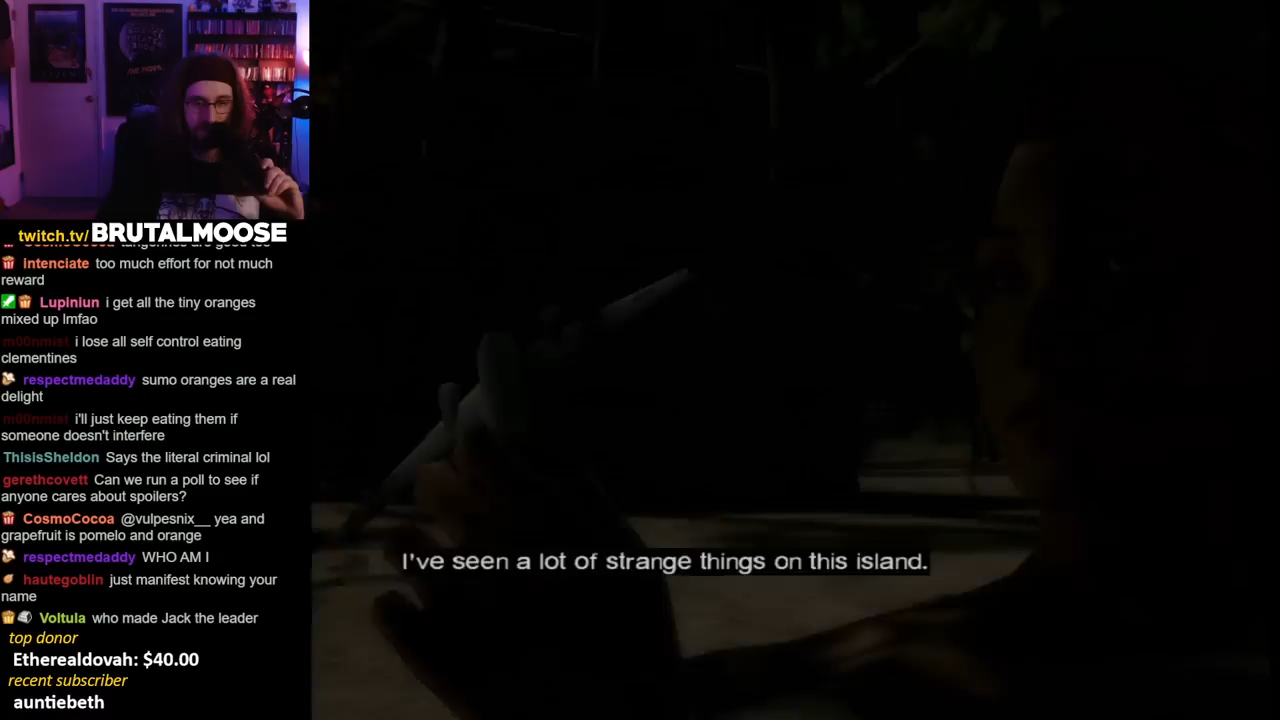 twitch.tv/BRUTALMOOSE
intenciate too much effort for not much
reward
Lupiniun i get all the tiny oranges
mixed up lmfao
m00nmist i lose all self control eating
clementines
respectmedaddy sumo oranges are a real
delight
m00nmist i'll just keep eating them if
someone doesn't interfere
ThisisSheldon Says the literal criminal lol
gerethcovett Can we run a poll to see if
anyone cares about spoilers?
CosmoCocoa @vulpesnix__ yea and
grapefruit is pomelo and orange
respectmedaddy WHO AM I
hautegoblin just manifest knowing your
name
Voltula who made Jack the leader
top donor
Etherealdovah: $40.00
recent subscriber
auntiebeth
I've seen a lot of strange things on this island.